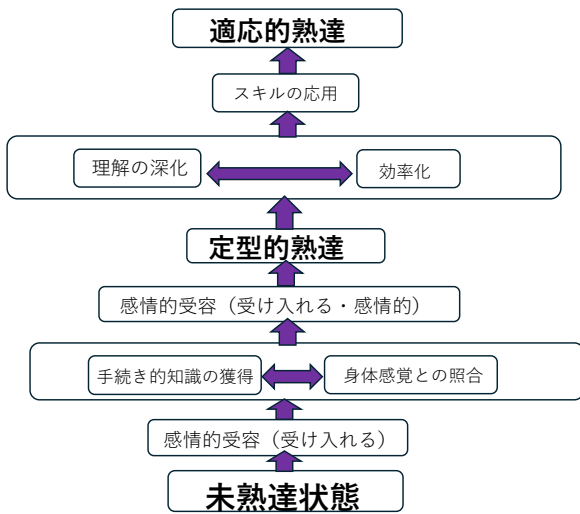 適応的熟達
スキルの応用
理解の深化
効率化
定型的熟達
感情的受容（受け入れる・感情的）
手続き的知識の獲得
身体感覚との照合
感情的受容（受け入れる）
未熟達状態